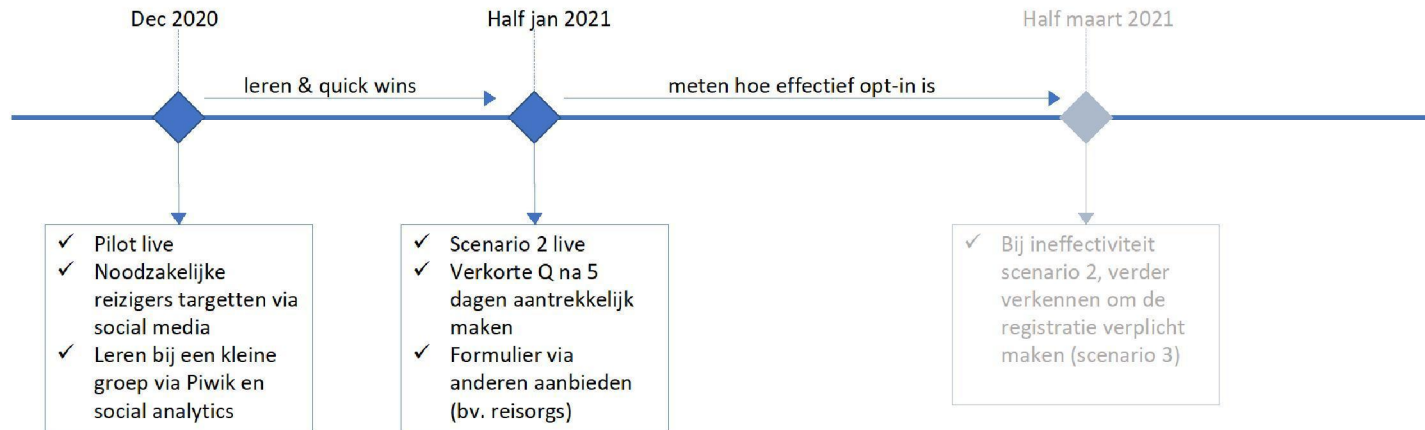 Dec 2020
Half jan 2021
Half maart 2021
leren & quick wins
meten hoe effectief opt-in is
✓ Pilot live
✓ Noodzakelijke
reizigers targetten via
social media
✓ Leren bij een kleine
groep via Piwik en
social analytics
✓ Scenario 2 live
✓ Verkorte Q na 5
dagen aantrekkelijk
maken
✓ Formulier via
anderen aanbieden
(bv. reisorgs)
✓ Bij ineffectiviteit
scenario 2, verder
verkennen om de
registratie verplicht
maken (scenario 3)